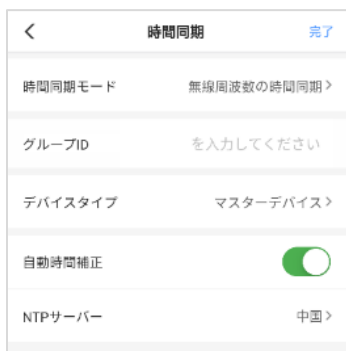 時間同期 完了
時間同期モード 無線周波数の時間同期
グループID を入力してください
デバイスタイプ マスターデバイス
自動時間補正
NTPサーバー 中国